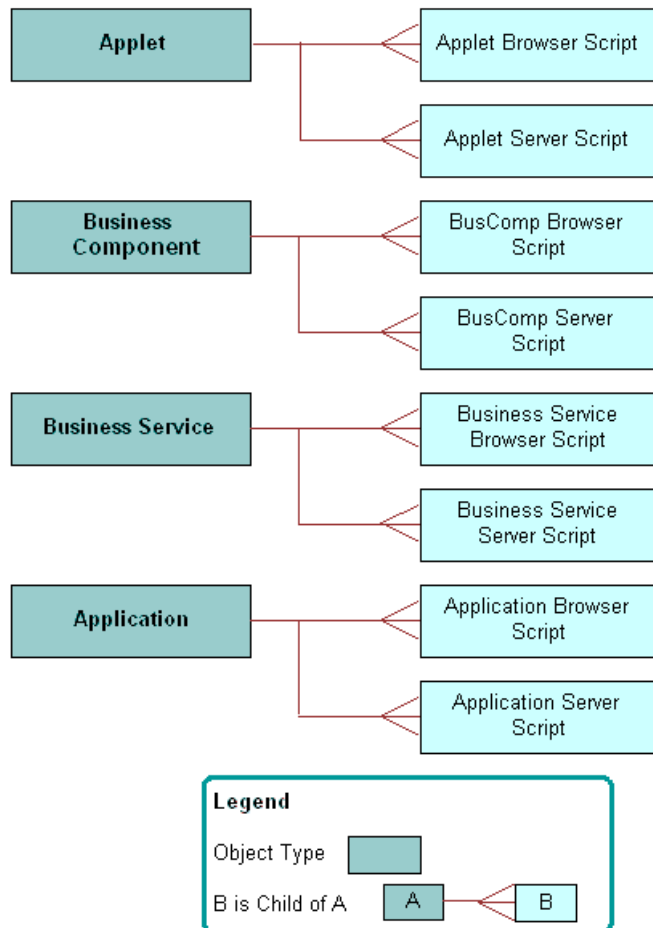 Applet
Applet Browser Script
Applet Server Script
Business
Component
BusComp Browser
Script
BusComp Server
Script
Business Service
Business Service
Browser Script
Business Service
Server Script
Application
Application Browser
Script
Application Server
Script
Legend
Object Type
B is Child of A
A
B